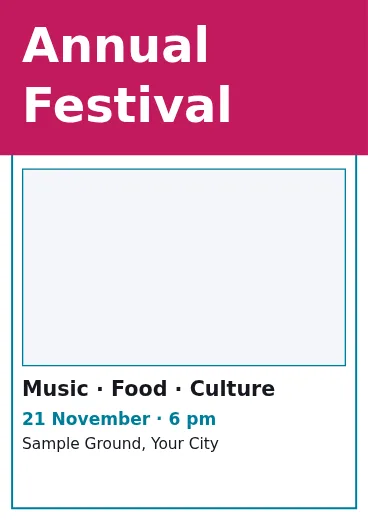 Annual
Festival
Music · Food · Culture
21 November · 6 pm
Sample Ground, Your City